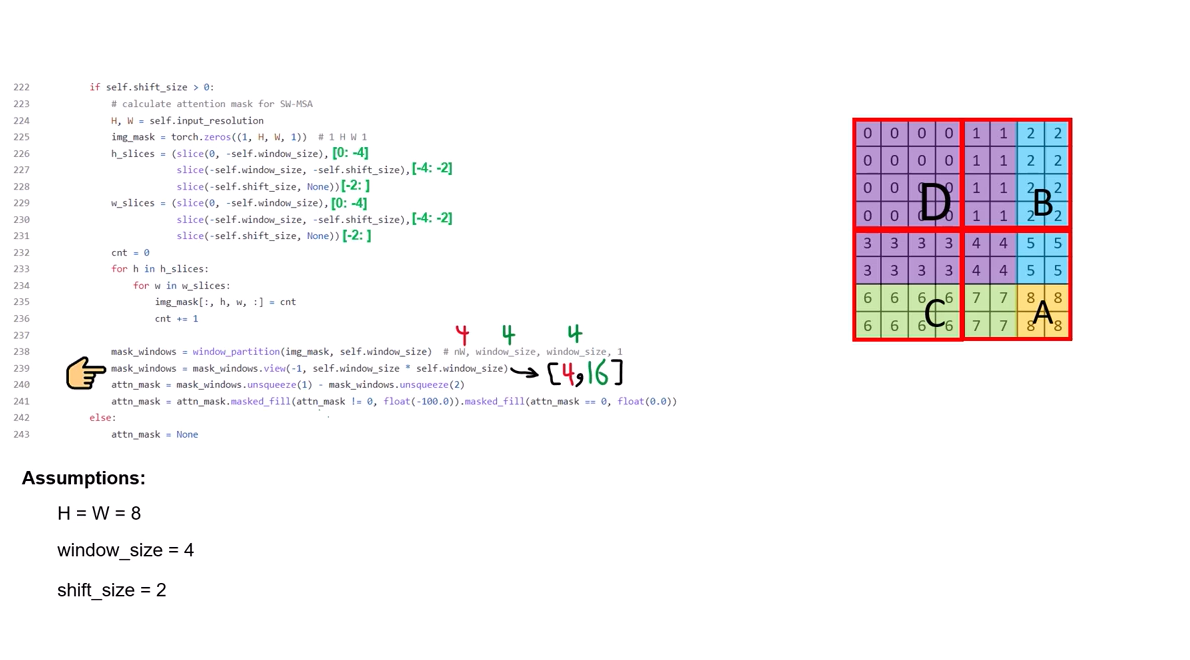 222 if self.shift_size > 0:
223 # calculate attention mask for SW-MSA
224 H, W = self.input_resolution
225 img_mask = torch.zeros((1, H, W, 1)) # 1 H W 1
226 h_slices = (slice(0, -self.window_size), [0: -4]
227 slice(-self.window_size, -self.shift_size), [-4: -2]
228 slice(-self.shift_size, None)) [-2: ]
229 w_slices = (slice(0, -self.window_size), [0: -4]
230 slice(-self.window_size, -self.shift_size), [-4: -2]
231 slice(-self.shift_size, None)) [-2: ]
232 cnt = 0
233 for h in h_slices:
234 for w in w_slices:
235 img_mask[:, h, w, :] = cnt
236 cnt += 1
237
4 4 4
238 mask_windows = window_partition(img_mask, self.window_size) # nW, window_size, window_size, 1
239 mask_windows = mask_windows.view(-1, self.window_size * self.window_size) [4,16]
240 attn_mask = mask_windows.unsqueeze(1) - mask_windows.unsqueeze(2)
241 attn_mask = attn_mask.masked_fill(attn_mask != 0, float(-100.0)).masked_fill(attn_mask == 0, float(0.0))
242 else:
243 attn_mask = None
Assumptions:
H = W = 8
window_size = 4
shift_size = 2
0 0 0 0 1 1 2 2
0 0 0 0 1 1 2 2
0 0 0 0 1 1 2 2
D B
0 0 0 0 1 1 2 2
3 3 3 3 4 4 5 5
3 3 3 3 4 4 5 5
6 6 6 6 7 7 8 8
C A
6 6 6 6 7 7 8 8